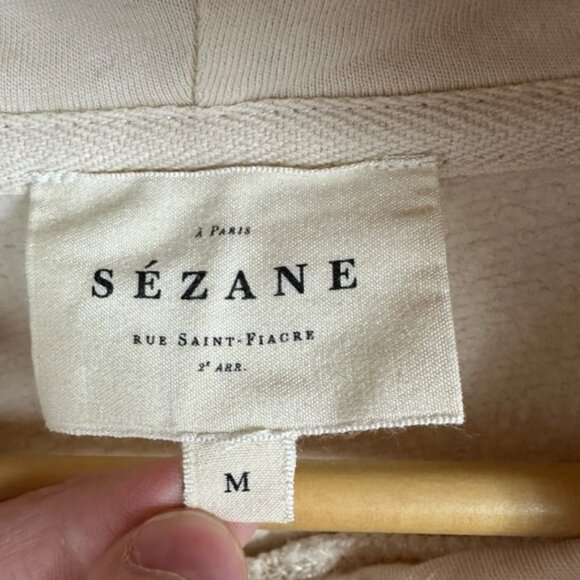 À PARIS
SÉZANE
RUE SAINT-FIACRE
2E ARR.
M